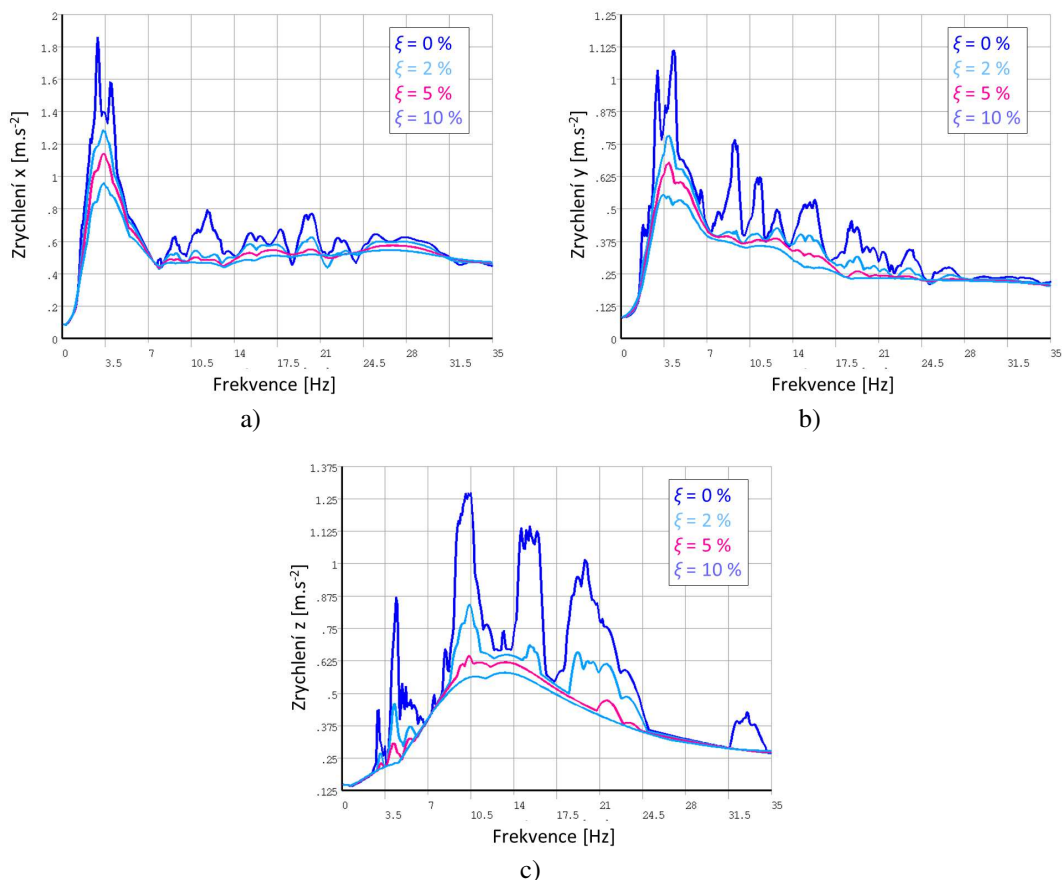 2
1.8
1.6
1.4
1.2
1
.8
.6
.4
.2
0
Zrychlení x [m.s-2]
ξ = 0 %
ξ = 2 %
ξ = 5 %
ξ = 10 %
0 7 14 21 28 35
3.5 10.5 17.5 24.5 31.5
Frekvence [Hz]
a)
1.25
1.125
1
.875
.75
.625
.5
.375
.25
.125
0
Zrychlení y [m.s-2]
ξ = 0 %
ξ = 2 %
ξ = 5 %
ξ = 10 %
0 7 14 21 28 35
3.5 10.5 17.5 24.5 31.5
Frekvence [Hz]
b)
1.375
1.25
1.125
1
.875
.75
.625
.5
.375
.25
.125
Zrychlení z [m.s-2]
ξ = 0 %
ξ = 2 %
ξ = 5 %
ξ = 10 %
0 7 14 21 28 35
3.5 10.5 17.5 24.5 31.5
Frekvence [Hz]
c)